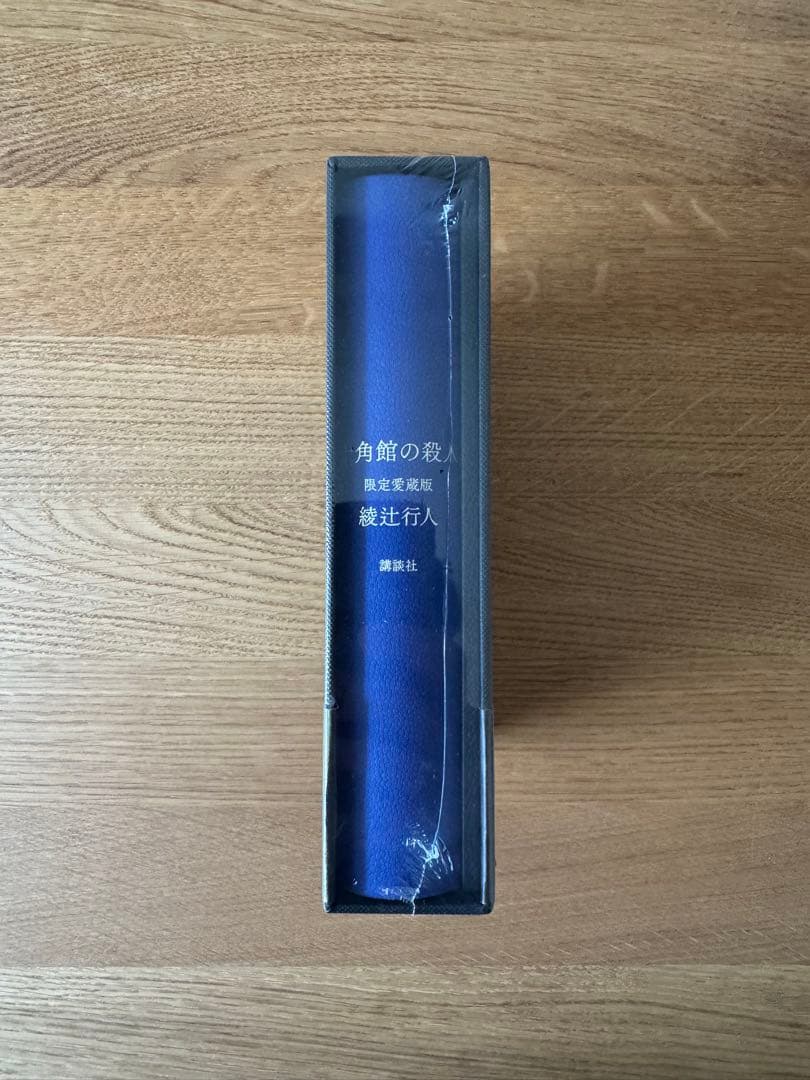 角館の殺人
限定愛蔵版
綾辻行人
講談社